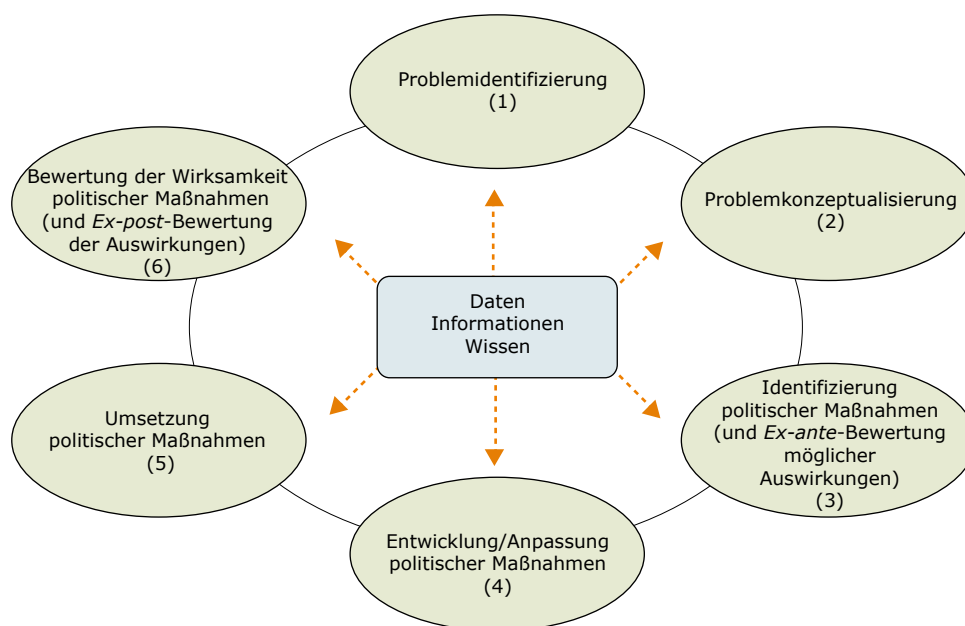 Problemidentifizierung
(1)
Problemkonzeptualisierung
(2)
Identifizierung
politischer Maßnahmen
(und Ex-ante-Bewertung
möglicher
Auswirkungen)
(3)
Entwicklung/Anpassung
politischer Maßnahmen
(4)
Umsetzung
politischer Maßnahmen
(5)
Bewertung der Wirksamkeit
politischer Maßnahmen
(und Ex-post-Bewertung
der Auswirkungen)
(6)
Daten
Informationen
Wissen